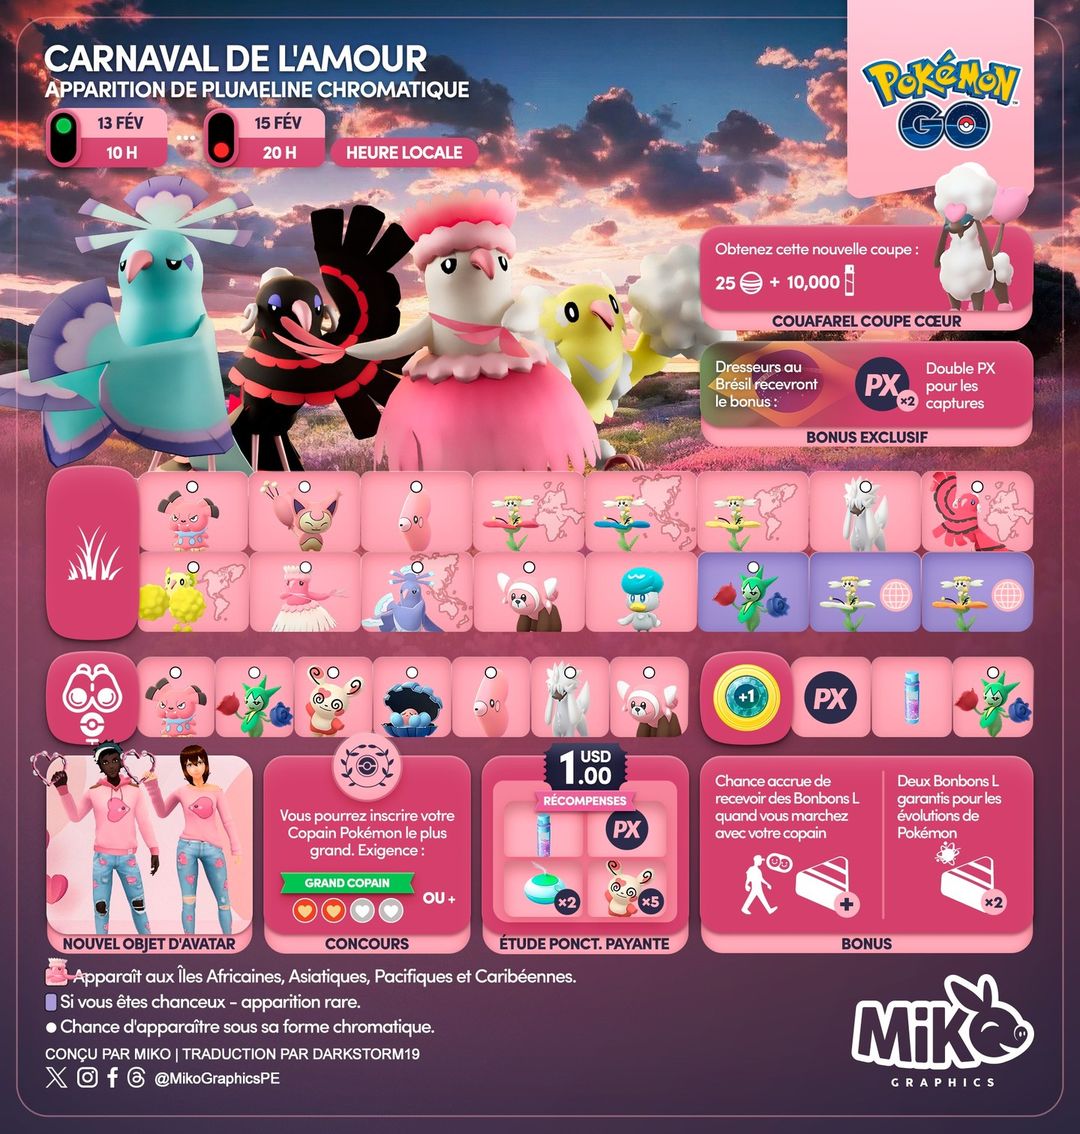 CARNAVAL DE L'AMOUR
APPARITION DE PLUMELINE CHROMATIQUE
13 FÉV
10 H
15 FÉV
20 H
HEURE LOCALE
POKÉMON
GO
Obtenez cette nouvelle coupe :
25 + 10,000
COUAFAREL COUPE CŒUR
Dresseurs au
Brésil recevront
le bonus :
PX
×2
Double PX
pour les
captures
BONUS EXCLUSIF
+1
PX
NOUVEL OBJET D'AVATAR
Vous pourrez inscrire votre
Copain Pokémon le plus
grand. Exigence :
GRAND COPAIN
OU +
CONCOURS
1 USD
.00
RÉCOMPENSES
PX
×2
×5
ÉTUDE PONCT. PAYANTE
Chance accrue de
recevoir des Bonbons L
quand vous marchez
avec votre copain
+
Deux Bonbons L
garantis pour les
évolutions de
Pokémon
×2
BONUS
Apparaît aux Îles Africaines, Asiatiques, Pacifiques et Caribéennes.
Si vous êtes chanceux - apparition rare.
Chance d'apparaître sous sa forme chromatique.
CONÇU PAR MIKO | TRADUCTION PAR DARKSTORM19
@MikoGraphicsPE
MiKO
GRAPHICS